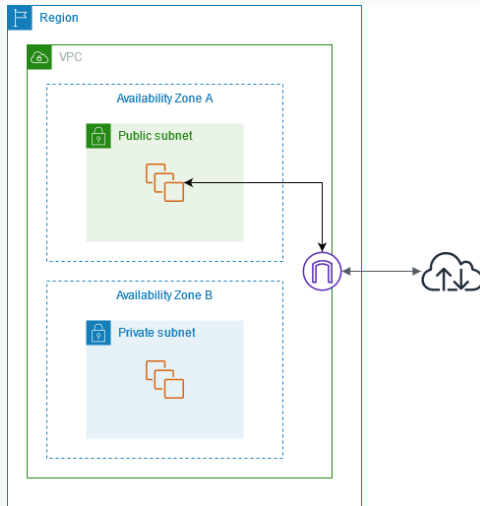 Region
VPC
Availability Zone A
Public subnet
Availability Zone B
Private subnet